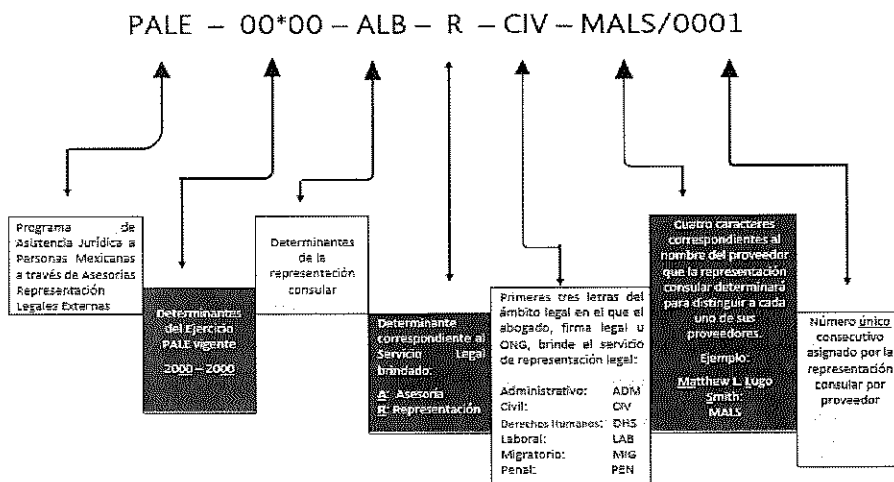 PALE – 00*00 – ALB – R – CIV – MALS/0001
Programa de
Asistencia Jurídica a
Personas Mexicanas
a través de Asesorías
Representación
Legales Externas
Determinantes
del Ejercicio
PALE vigente
2000 – 2000
Determinantes
de la
representación
consular
Determinante
correspondiente al
Servicio Legal
brindado:
A: Asesoría
R: Representación
Primeras tres letras del
ámbito legal en el que el
abogado, firma legal u
ONG, brinde el servicio
de representación legal:
Administrativo: ADM
Civil: CIV
Derechos Humanos: DHS
Laboral: LAB
Migratorio: MIG
Penal: PEN
Cuatro caracteres
correspondientes al
nombre del proveedor
que la representación
consular determinará
para distinguir a cada
uno de sus
proveedores.
Ejemplo:
Matthew L. Lugo
Smith:
MALS
Número único
consecutivo
asignado por la
representación
consular por
proveedor